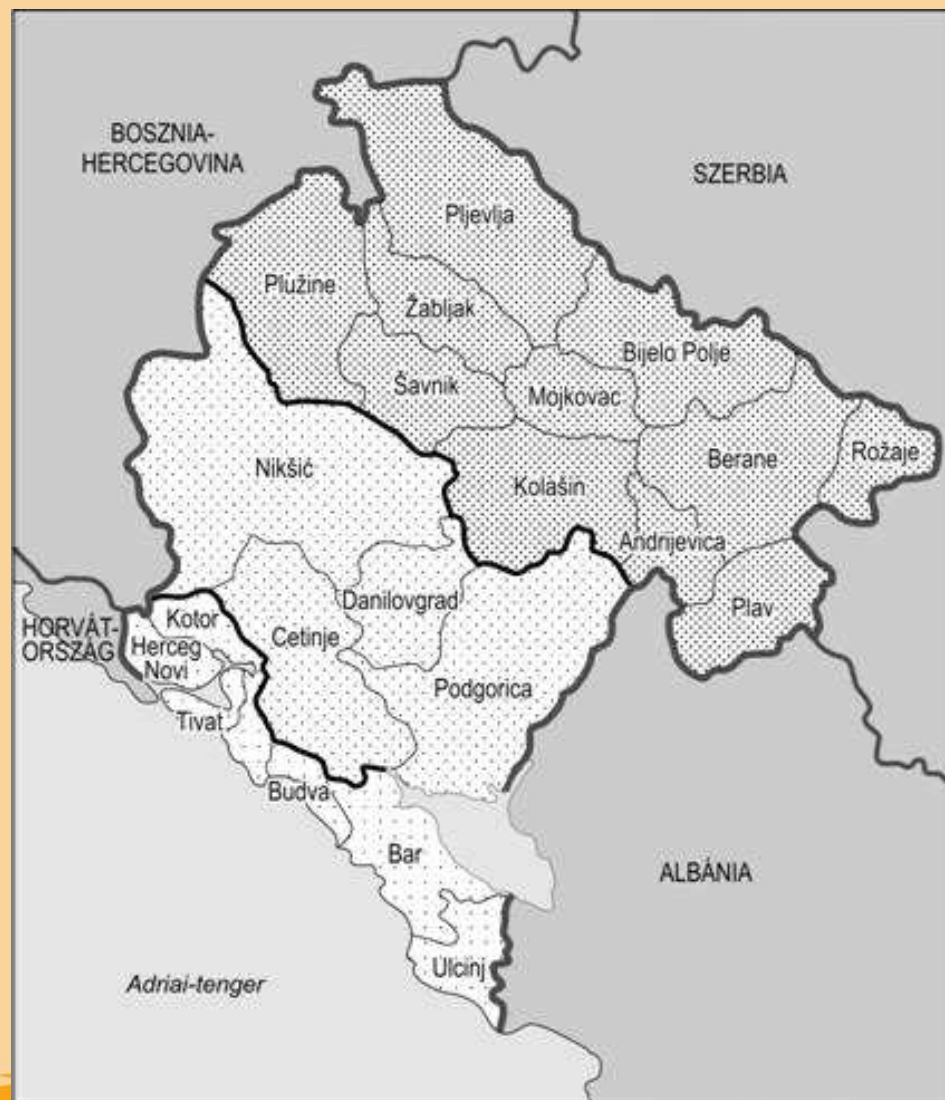 BOSZNIA-
HERCEGOVINA
SZERBIA
Pljevlja
Plužine
Žabljak
Bijelo Polje
Šavnik
Mojkovac
Rožaje
Berane
Nikšić
Kolašin
Andrijevica
Danilovgrad
Plav
Kotor
HORVÁT-
ORSZÁG
Herceg
Novi
Cetinje
Podgorica
Tivat
Budva
Bar
ALBÁNIA
Ulcinj
Adriai-tenger